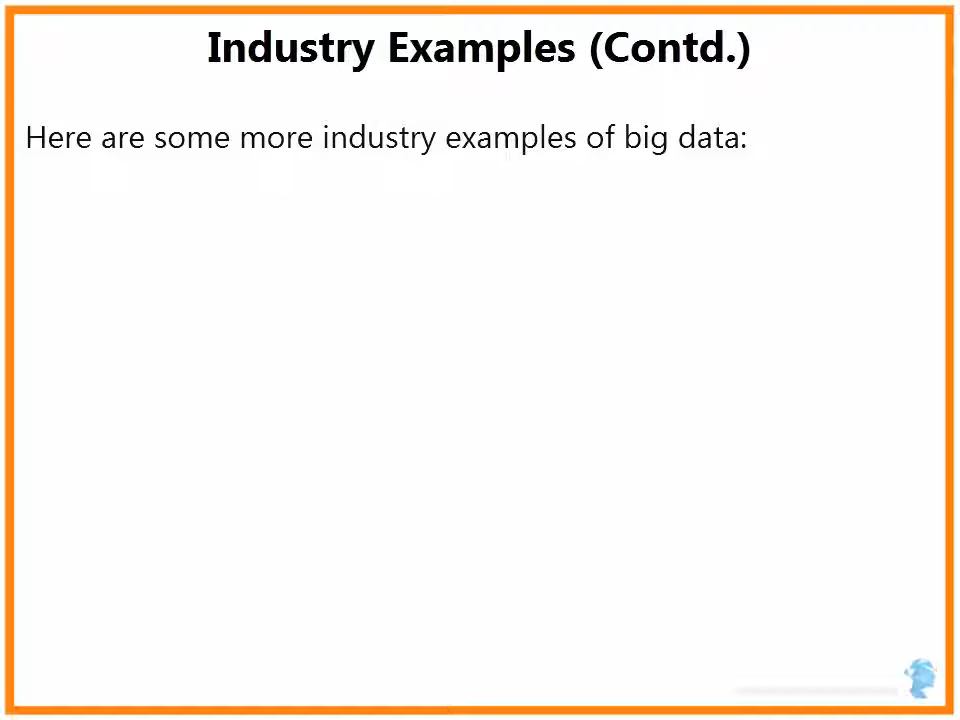 Industry Examples (Contd.)
Here are some more industry examples of big data: